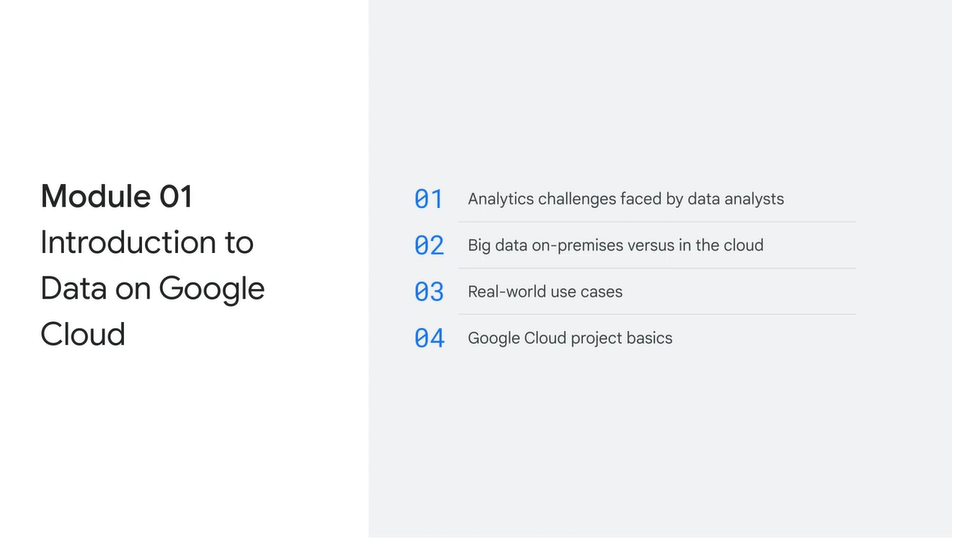 Module 01
Introduction to
Data on Google
Cloud
01 Analytics challenges faced by data analysts
02 Big data on-premises versus in the cloud
03 Real-world use cases
04 Google Cloud project basics